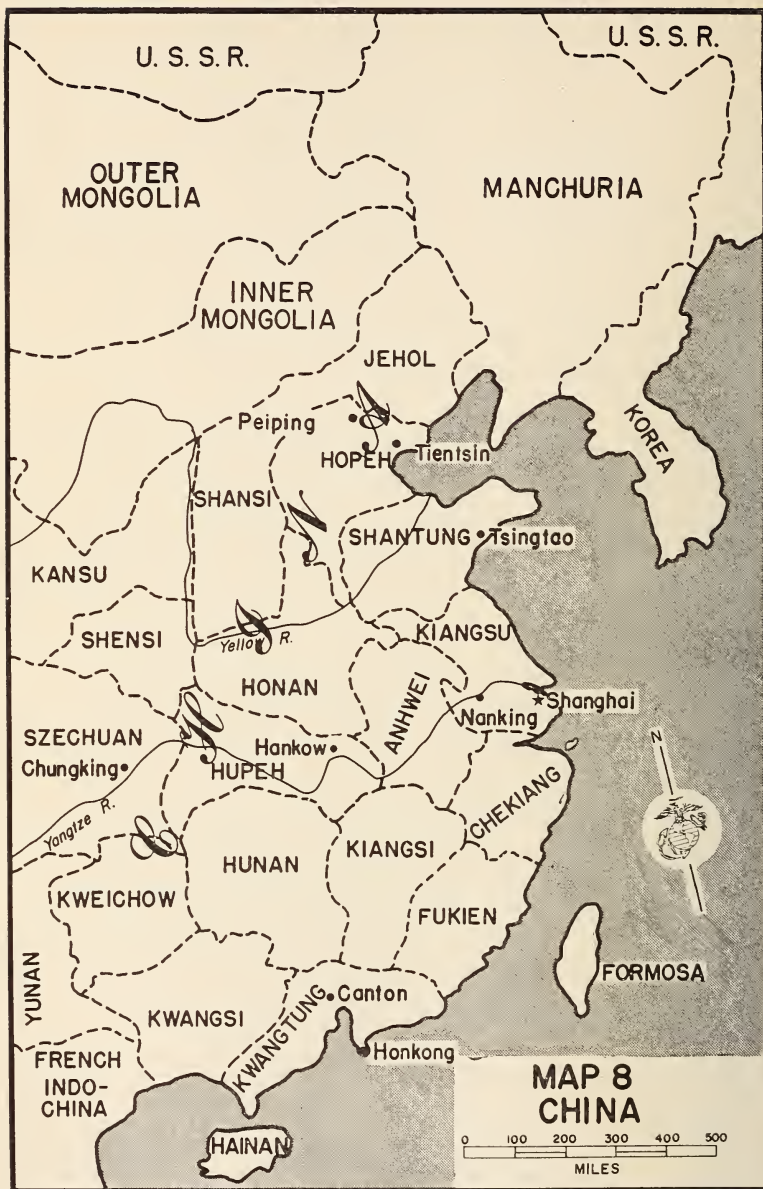 U. S. S. R.
U. S. S. R.
OUTER
MONGOLIA
MANCHURIA
INNER
MONGOLIA
JEHOL
Peiping
HOPEH
Tientsin
KOREA
SHANSI
SHANTUNG
Tsingtao
KANSU
SHENSI
Yellow R.
KIANGSU
HONAN
ANHWEI
Nanking
Shanghai
SZECHUAN
Chungking
Hankow
HUPEH
CHINA
Yangtze R.
CHEKIANG
HUNAN
KIANGSI
KWEICHOW
FUKIEN
N
YUNAN
FORMOSA
KWANGSI
KWANGTUNG
Canton
Honkong
FRENCH
INDO-
CHINA
HAINAN
MAP 8
CHINA
0 100 200 300 400 500
MILES